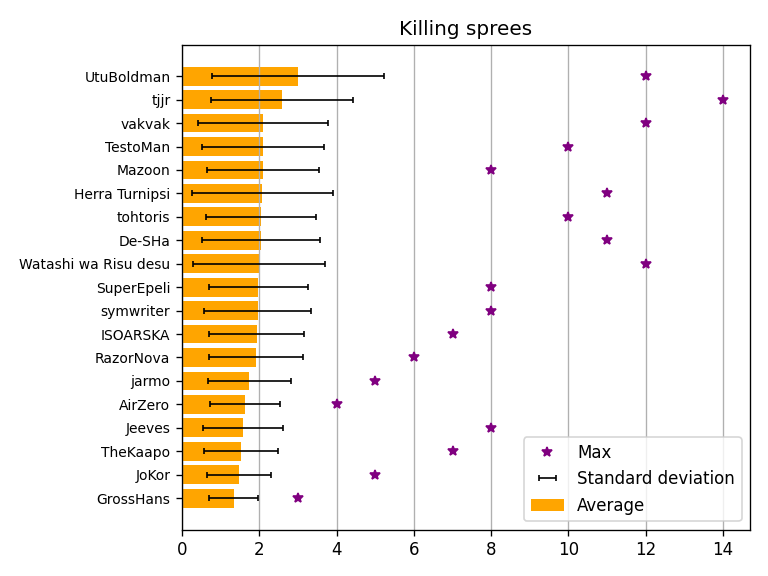 Killing sprees
UtuBoldman
tjjr
vakvak
TestoMan
Mazoon
Herra Turnipsi
tohtoris
De-SHa
Watashi wa Risu desu
SuperEpeli
symwriter
ISOARSKA
RazorNova
jarmo
AirZero
Jeeves
TheKaapo
JoKor
GrossHans
Max
Standard deviation
Average
0 2 4 6 8 10 12 14